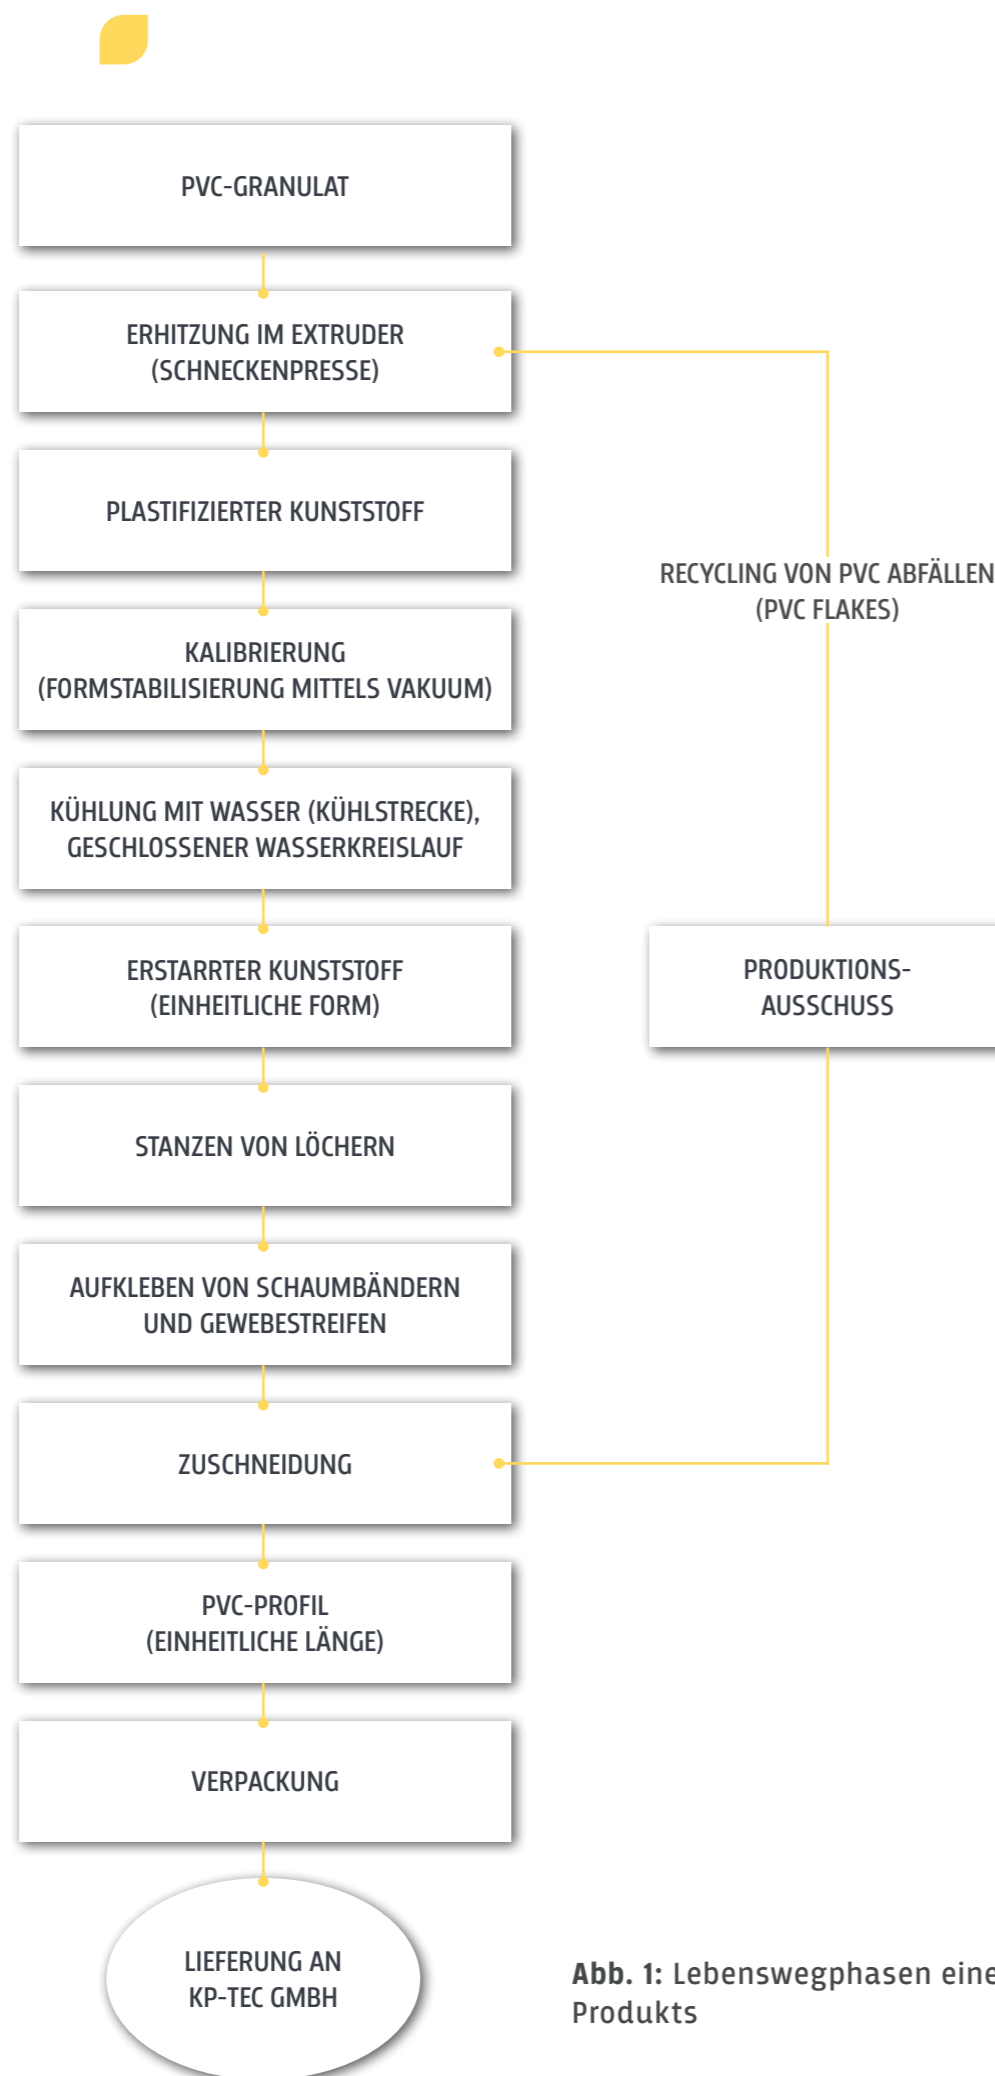 PVC-GRANULAT
ERHITZUNG IM EXTRUDER
(SCHNECKENPRESSE)
PLASTIFIZIERTER KUNSTSTOFF
RECYCLING VON PVC ABFÄLLEN
(PVC FLAKES)
KALIBRIERUNG
(FORMSTABILISIERUNG MITTELS VAKUUM)
KÜHLUNG MIT WASSER (KÜHLSTRECKE),
GESCHLOSSENER WASSERKREISLAUF
ERSTARRTER KUNSTSTOFF
(EINHEITLICHE FORM)
PRODUKTIONS-
AUSSCHUSS
STANZEN VON LÖCHERN
AUFKLEBEN VON SCHAUMBÄNDERN
UND GEWEBESTREIFEN
ZUSCHNEIDUNG
PVC-PROFIL
(EINHEITLICHE LÄNGE)
VERPACKUNG
LIEFERUNG AN
KP-TEC GMBH
Abb. 1: Lebenswegphasen eine
Produkts